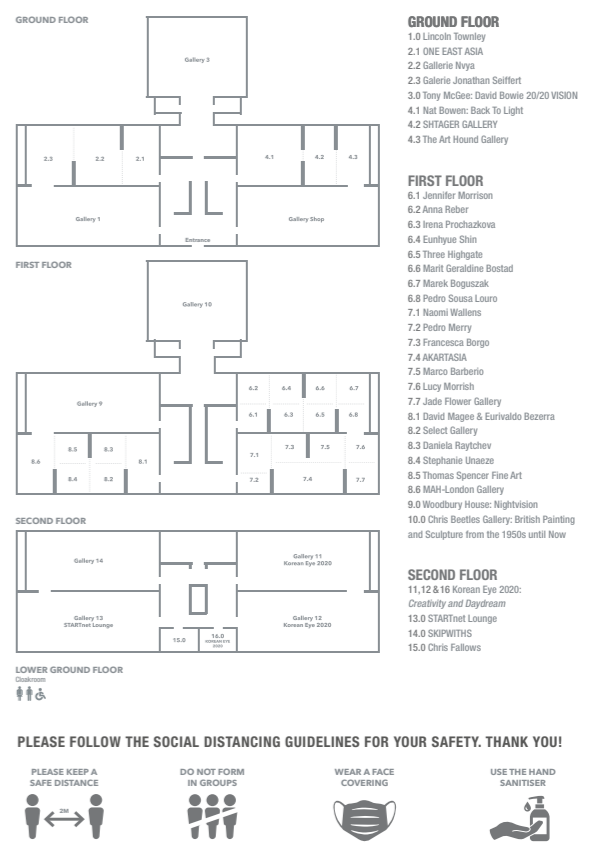 GROUND FLOOR
Gallery 3
2.3
2.2
2.1
4.1
4.2
4.3
Gallery 1
Gallery Shop
Entrance
FIRST FLOOR
Gallery 10
Gallery 9
6.2
6.4
6.6
6.7
6.1
6.3
6.5
6.8
8.6
8.5
8.3
8.1
8.4
8.2
7.1
7.3
7.5
7.6
7.2
7.4
7.7
SECOND FLOOR
Gallery 14
Gallery 11
Korean Eye 2020
Gallery 13
STARTnet Lounge
15.0
16.0
KOREAN EYE
2020
Gallery 12
Korean Eye 2020
LOWER GROUND FLOOR
Cloakroom
GROUND FLOOR
1.0 Lincoln Townley
2.1 ONE EAST ASIA
2.2 Gallerie Nvya
2.3 Galerie Jonathan Seiffert
3.0 Tony McGee: David Bowie 20/20 VISION
4.1 Nat Bowen: Back To Light
4.2 SHTAGER GALLERY
4.3 The Art Hound Gallery
FIRST FLOOR
6.1 Jennifer Morrison
6.2 Anna Reber
6.3 Irena Prochazkova
6.4 Eunhyue Shin
6.5 Three Highgate
6.6 Marit Geraldine Bostad
6.7 Marek Boguszak
6.8 Pedro Sousa Louro
7.1 Naomi Wallens
7.2 Pedro Merry
7.3 Francesca Borgo
7.4 AKARTASIA
7.5 Marco Barberio
7.6 Lucy Morrish
7.7 Jade Flower Gallery
8.1 David Magee & Eurivaldo Bezerra
8.2 Select Gallery
8.3 Daniela Raytchev
8.4 Stephanie Unaeze
8.5 Thomas Spencer Fine Art
8.6 MAH-London Gallery
9.0 Woodbury House: Nightvision
10.0 Chris Beetles Gallery: British Painting
and Sculpture from the 1950s until Now
SECOND FLOOR
11,12 &16 Korean Eye 2020:
Creativity and Daydream
13.0 STARTnet Lounge
14.0 SKIPWITHS
15.0 Chris Fallows
PLEASE FOLLOW THE SOCIAL DISTANCING GUIDELINES FOR YOUR SAFETY. THANK YOU!
PLEASE KEEP A
SAFE DISTANCE
2M
DO NOT FORM
IN GROUPS
WEAR A FACE
COVERING
USE THE HAND
SANITISER